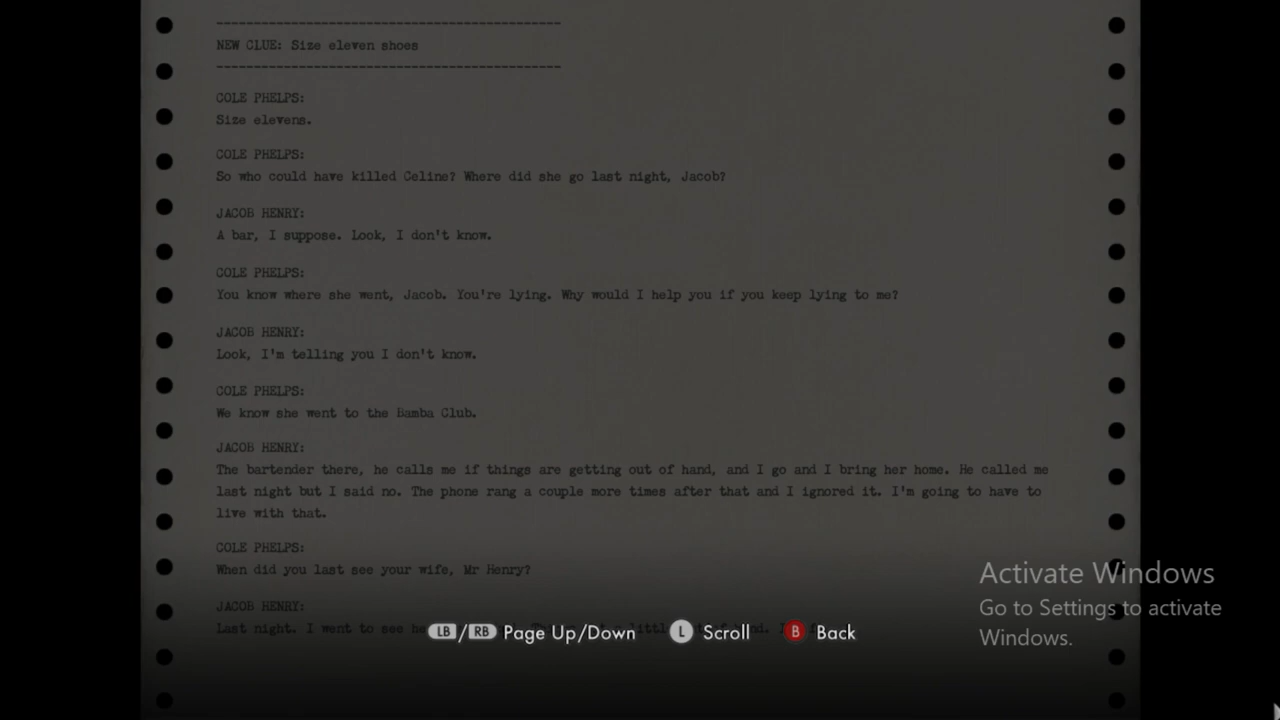 NEW CLUE: Size eleven shoes
COLE PHELPS:
Size elevens.
COLE PHELPS:
So who could have killed Celine? Where did she go last night, Jacob?
JACOB HENRY:
A bar, I suppose. Look, I don't know.
COLE PHELPS:
You know where she went, Jacob. You're lying. Why would I help you if you keep lying to me?
JACOB HENRY:
Look, I'm telling you I don't know.
COLE PHELPS:
We know she went to the Bamba Club.
JACOB HENRY:
The bartender there, he calls me if things are getting out of hand, and I go and I bring her home. He called me
last night but I said no. The phone rang a couple more times after that and I ignored it. I'm going to have to
live with that.
COLE PHELPS:
When did you last see your wife, Mr Henry?
JACOB HENRY:
Last night. I went to see
LB/RB Page Up/Down L Scroll B Back
Activate Windows
Go to Settings to activate
Windows.